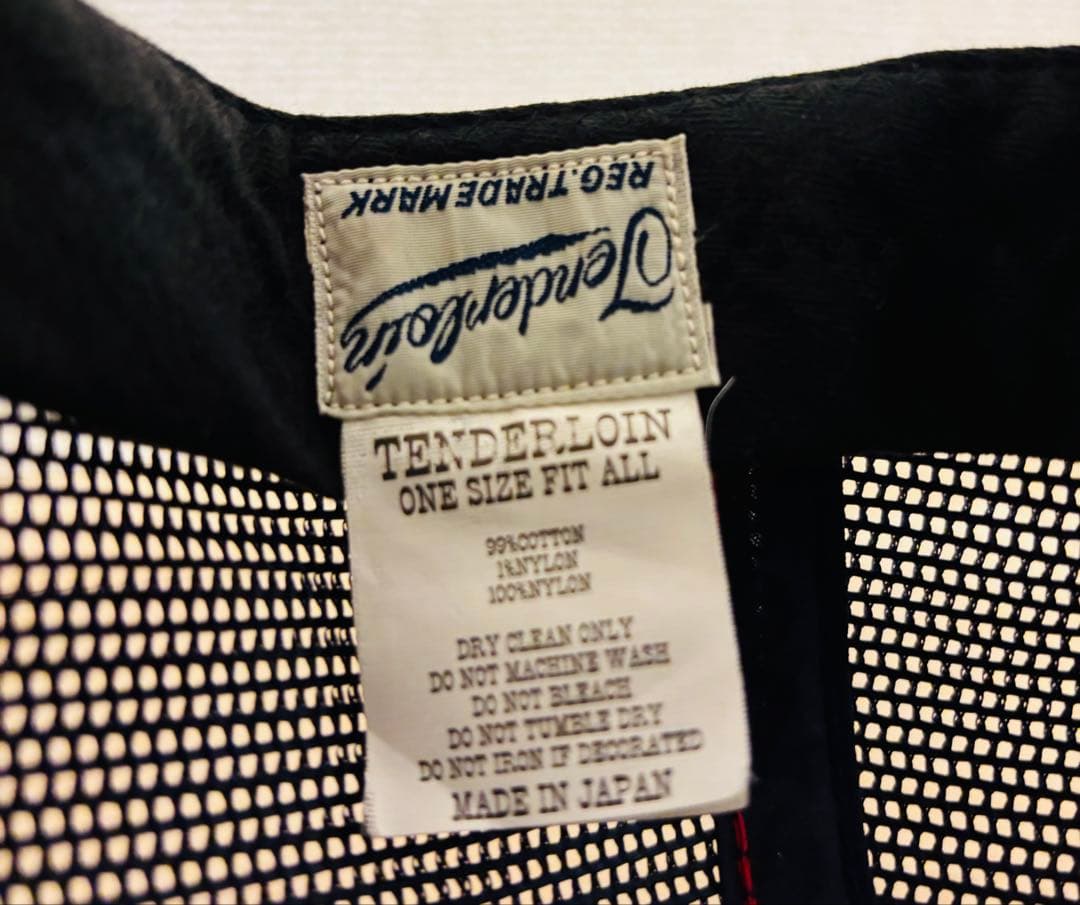 Tenderloin
REG. TRADEMARK
TENDERLOIN
ONE SIZE FIT ALL
99%COTTON
1%NYLON
100%NYLON
DRY CLEAN ONLY
DO NOT MACHINE WASH
DO NOT BLEACH
DO NOT TUMBLE DRY
DO NOT IRON IF DECORATED
MADE IN JAPAN